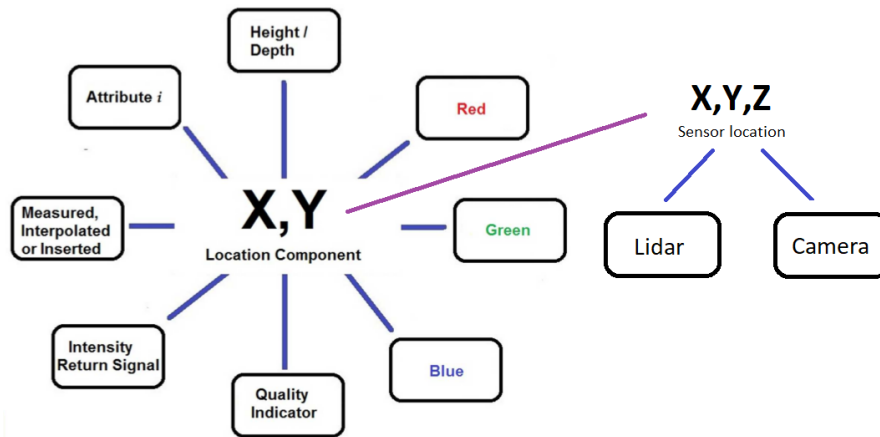 Height /
Depth
Attribute i
Red
X,Y,Z
Sensor location
Measured,
Interpolated
or Inserted
X,Y
Location Component
Green
Lidar
Camera
Intensity
Return Signal
Quality
Indicator
Blue